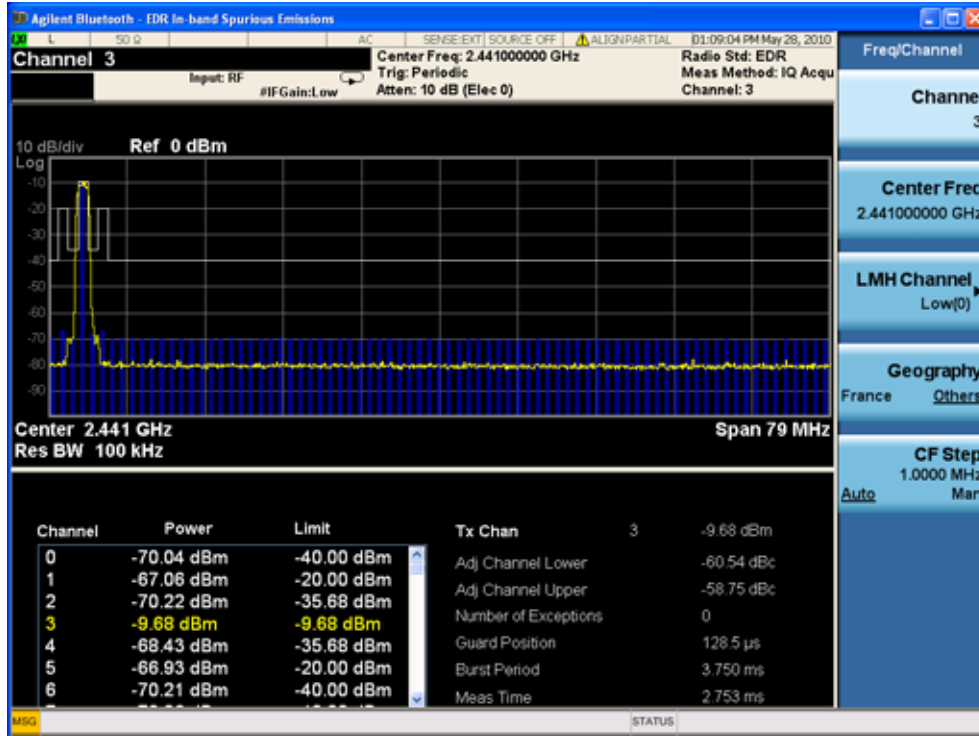 Agilent Bluetooth - EDR In-band Spurious Emissions
L 50 Ω AC SENSE:EXT SOURCE OFF ALIGN PARTIAL 01:09:04 PM May 28, 2010
Channel 3
Input: RF
#IFGain:Low
Center Freq: 2.441000000 GHz
Trig: Periodic
Atten: 10 dB (Elec 0)
Radio Std: EDR
Meas Method: IQ Acqu
Channel: 3
10 dB/div Ref 0 dBm
Log
-10
-20
-30
-40
-50
-60
-70
-80
-90
Center 2.441 GHz Span 79 MHz
Res BW 100 kHz
Channel Power Limit
0 -70.04 dBm -40.00 dBm
1 -67.06 dBm -20.00 dBm
2 -70.22 dBm -35.68 dBm
3 -9.68 dBm -9.68 dBm
4 -68.43 dBm -35.68 dBm
5 -66.93 dBm -20.00 dBm
6 -70.21 dBm -40.00 dBm
Tx Chan 3 -9.68 dBm
Adj Channel Lower -60.54 dBc
Adj Channel Upper -58.75 dBc
Number of Exceptions 0
Guard Position 128.5 µs
Burst Period 3.750 ms
Meas Time 2.753 ms
MSG STATUS
Freq/Channel
Channe
3
Center Freq
2.441000000 GHz
LMH Channel
Low(0)
Geography
France Others
CF Step
1.0000 MHz
Auto Man